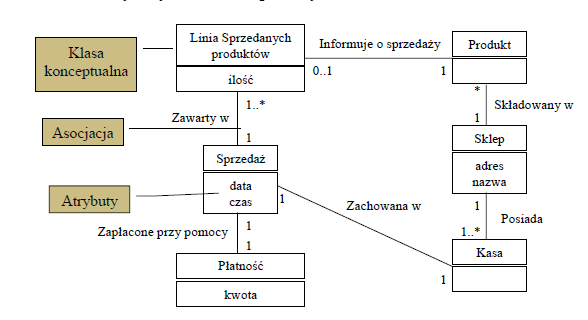 Linia Sprzedanych
produktów
ilość
Klasa
konceptualna
Informuje o sprzedaży
0..1
1
Produkt
*
Składowany w
1
1..*
Zawarty w
1
Asocjacja
Sklep
adres
nazwa
Sprzedaż
data
czas
Atrybuty
1
Zachowana w
1
Posiada
1..*
Zapłacone przy pomocy
1
1
Płatność
kwota
Kasa
1